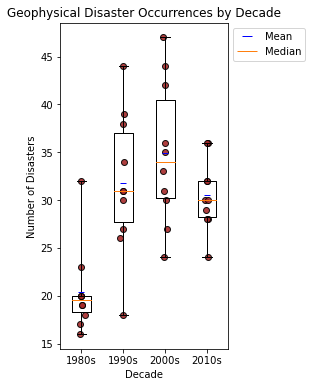 Geophysical Disaster Occurrences by Decade
Mean
Median
45
40
35
30
25
20
15
Number of Disasters
1980s 1990s 2000s 2010s
Decade